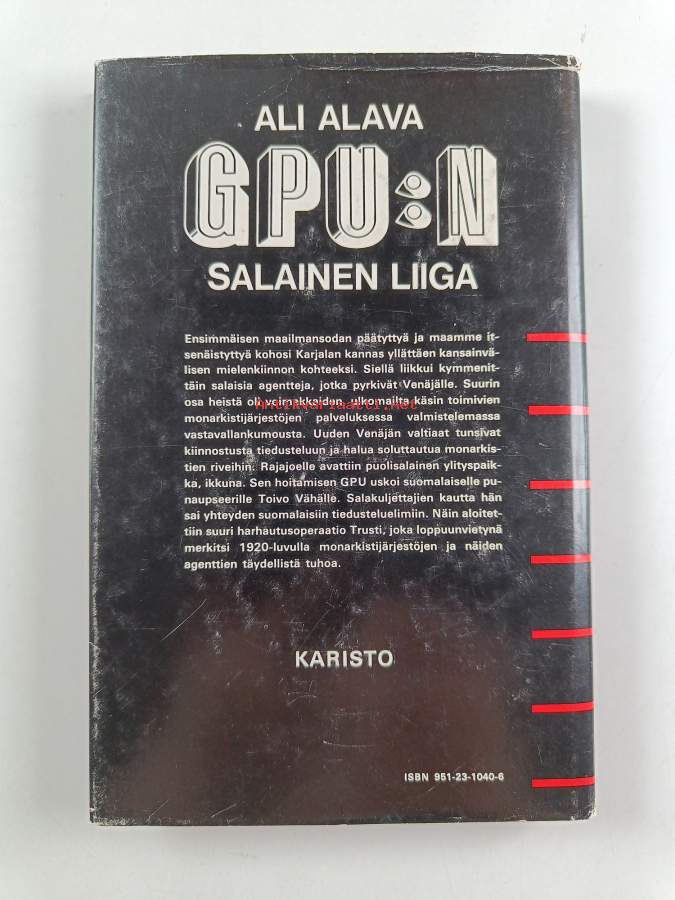 ALI ALAVA
GPU:N
SALAINEN LIIGA
Ensimmäisen maailmansodan päätyttyä ja maamme it-
senäistyttyä kohosi Karjalan kannas yllättäen kansainvä-
lisen mielenkiinnon kohteeksi. Siellä liikkui kymmenit-
täin salaisia agentteja, jotka pyrkivät Venäjälle. Suurin
osa heistä oli voimakkaiden, ulkomailta käsin toimivien
Antikvariaatti.net
monarkistijärjestöjen palveluksessa valmistelemassa
vastavallankumousta. Uuden Venäjän valtiaat tunsivat
kiinnostusta tiedusteluun ja halua soluttautua monarkis-
tien riveihin. Rajajoelle avattiin puolisalainen ylityspaik-
ka, ikkuna. Sen hoitamisen GPU uskoi suomalaiselle pu-
naupseerille Toivo Vähälle. Salakuljettajien kautta hän
sai yhteyden suomalaisiin tiedusteluelimiin. Näin aloitet-
tiin suuri harhautusoperaatio Trusti, joka loppuunvietynä
merkitsi 1920-luvulla monarkistijärjestöjen ja näiden
agenttien täydellistä tuhoa.
KARISTO
ISBN 951-23-1040-6